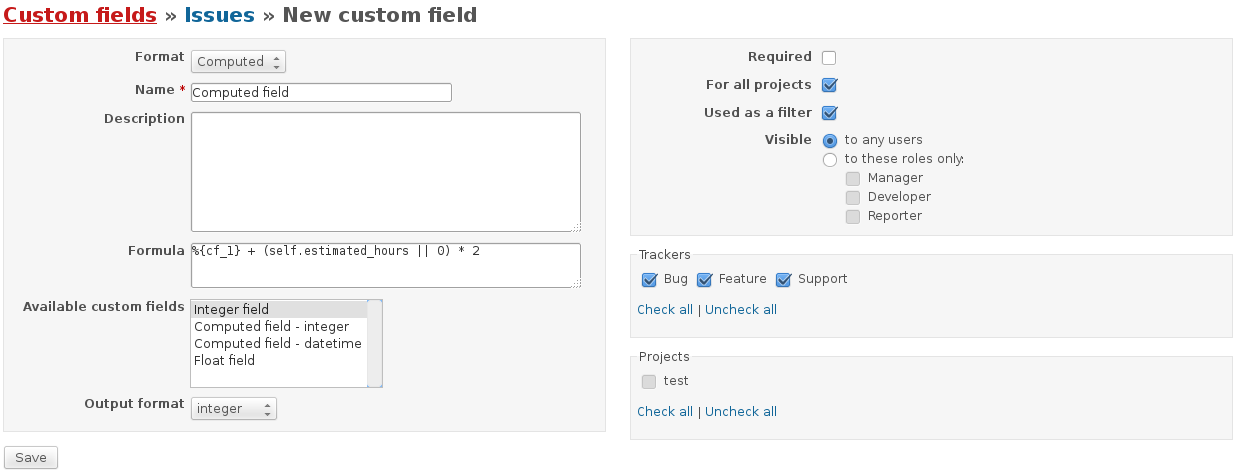 Custom fields » Issues » New custom field
Format Computed
Name * Computed field
Description
Formula %{cf_1} + (self.estimated_hours || 0) * 2
Available custom fields Integer field
Computed field - integer
Computed field - datetime
Float field
Output format integer
Save
Required
For all projects
Used as a filter
Visible to any users
to these roles only:
Manager
Developer
Reporter
Trackers
Bug Feature Support
Check all | Uncheck all
Projects
test
Check all | Uncheck all